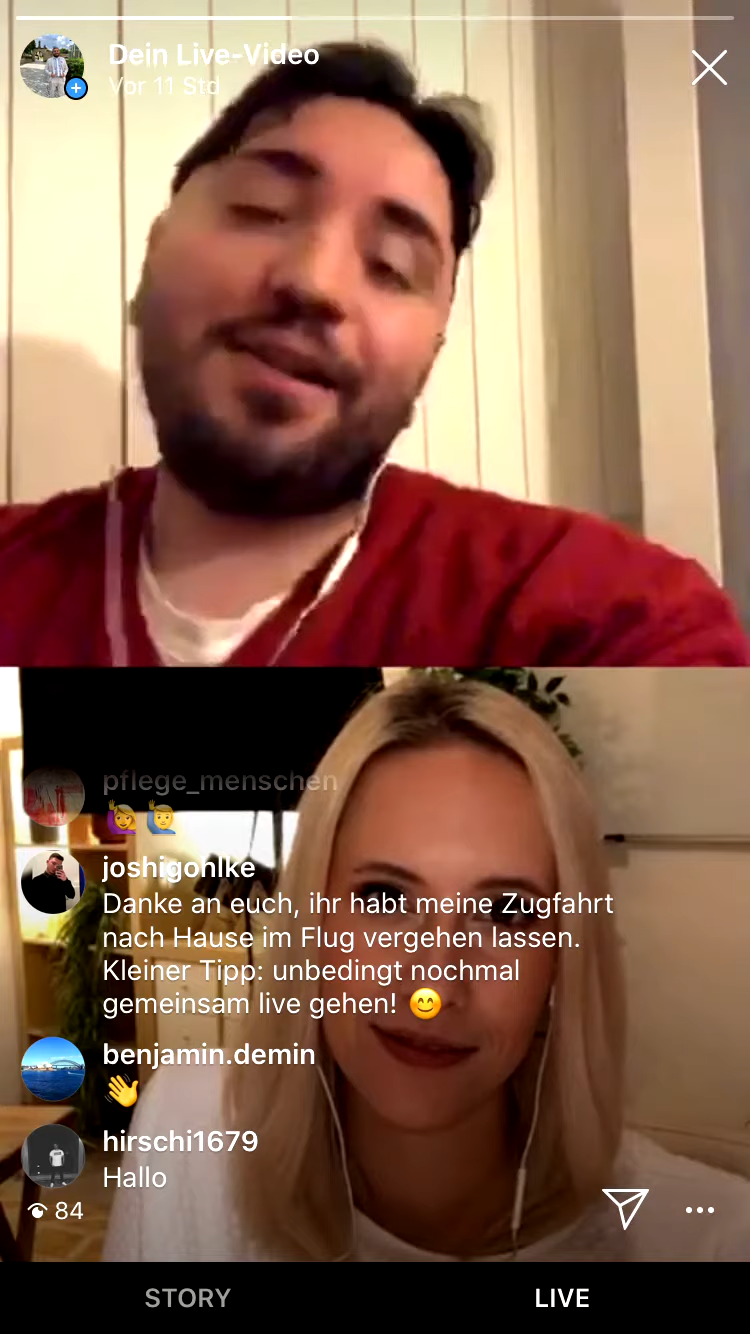 Dein Live-Video
Vor 11 Std
pflege_menschen
🙋‍♀️🙋‍♂️
joshigohlke
Danke an euch, ihr habt meine Zugfahrt
nach Hause im Flug vergehen lassen.
Kleiner Tipp: unbedingt nochmal
gemeinsam live gehen! 😊
benjamin.demin
👋
hirschi1679
Hallo
84
STORY LIVE